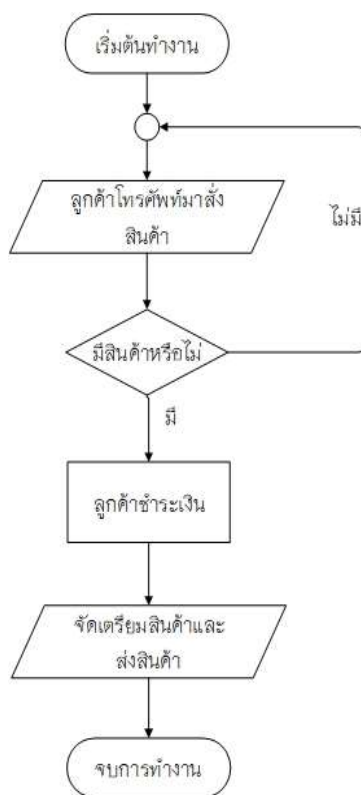 เริ่มต้นทำงาน
ลูกค้าโทรศัพท์มาสั่ง
สินค้า
ไม่มี
มีสินค้าหรือไม่
มี
ลูกค้าชำระเงิน
จัดเตรียมสินค้าและ
ส่งสินค้า
จบการทำงาน